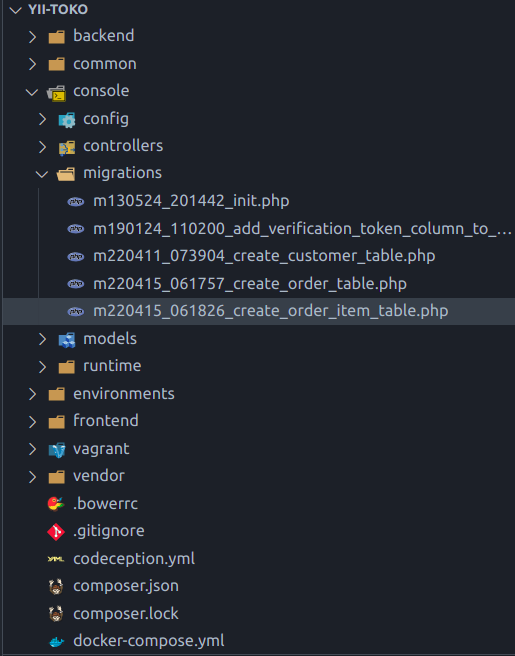 YII-TOKO
backend
common
console
config
controllers
migrations
m130524_201442_init.php
m190124_110200_add_verification_token_column_to_...
m220411_073904_create_customer_table.php
m220415_061757_create_order_table.php
m220415_061826_create_order_item_table.php
models
runtime
environments
frontend
vagrant
vendor
.bowerrc
.gitignore
codeception.yml
composer.json
composer.lock
docker-compose.yml